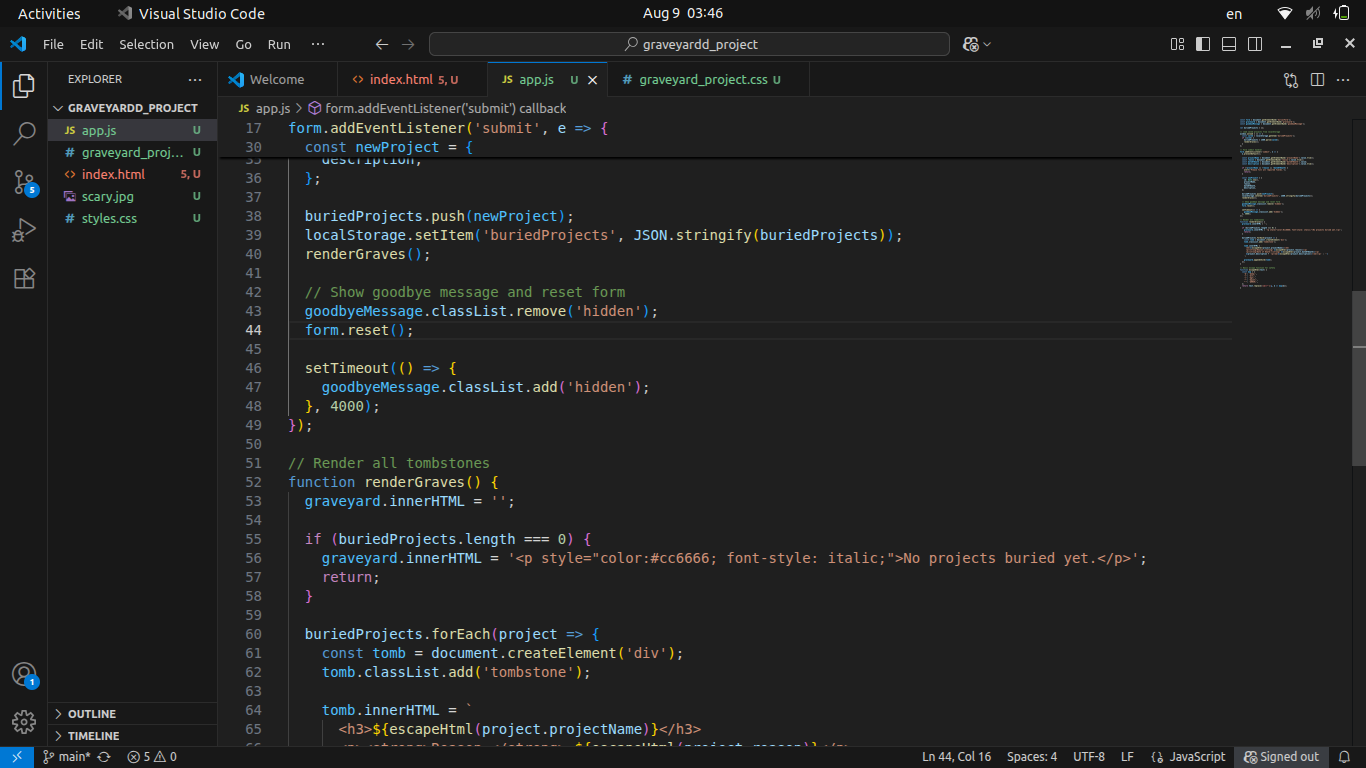 Activities
Visual Studio Code
Aug 9 03:46
en
File Edit Selection View Go Run ···
graveyardd_project
EXPLORER
GRAVEYARDD_PROJECT
JS app.js U
# graveyard_proj... U
<> index.html 5, U
scary.jpg U
# styles.css U
OUTLINE
TIMELINE
5
1
Welcome
<> index.html 5, U
JS app.js U
# graveyard_project.css U
JS app.js > form.addEventListener('submit') callback
17 form.addEventListener('submit', e => {
30 const newProject = {
35 description,
36 };
37
38 buriedProjects.push(newProject);
39 localStorage.setItem('buriedProjects', JSON.stringify(buriedProjects));
40 renderGraves();
41
42 // Show goodbye message and reset form
43 goodbyeMessage.classList.remove('hidden');
44 form.reset();
45
46 setTimeout(() => {
47 goodbyeMessage.classList.add('hidden');
48 }, 4000);
49 });
50
51 // Render all tombstones
52 function renderGraves() {
53 graveyard.innerHTML = '';
54
55 if (buriedProjects.length === 0) {
56 graveyard.innerHTML = '<p style="color:#cc6666; font-style: italic;">No projects buried yet.</p>';
57 return;
58 }
59
60 buriedProjects.forEach(project => {
61 const tomb = document.createElement('div');
62 tomb.classList.add('tombstone');
63
64 tomb.innerHTML = `
65 <h3>${escapeHtml(project.projectName)}</h3>
main* 5 0
Ln 44, Col 16 Spaces: 4 UTF-8 LF {} JavaScript Signed out